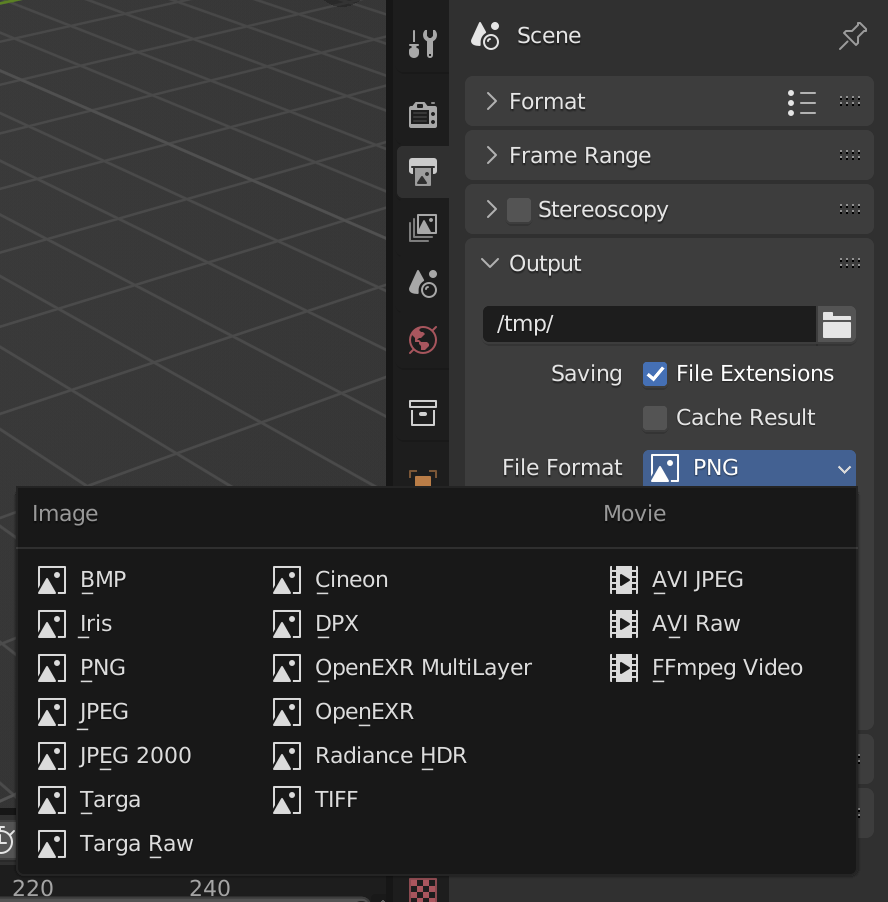 Scene
Format
Frame Range
Stereoscopy
Output
/tmp/
Saving File Extensions
Cache Result
File Format PNG
Image Movie
BMP Cineon AVI JPEG
Iris DPX AVI Raw
PNG OpenEXR MultiLayer FFmpeg Video
JPEG OpenEXR
JPEG 2000 Radiance HDR
Targa TIFF
Targa Raw
220 240